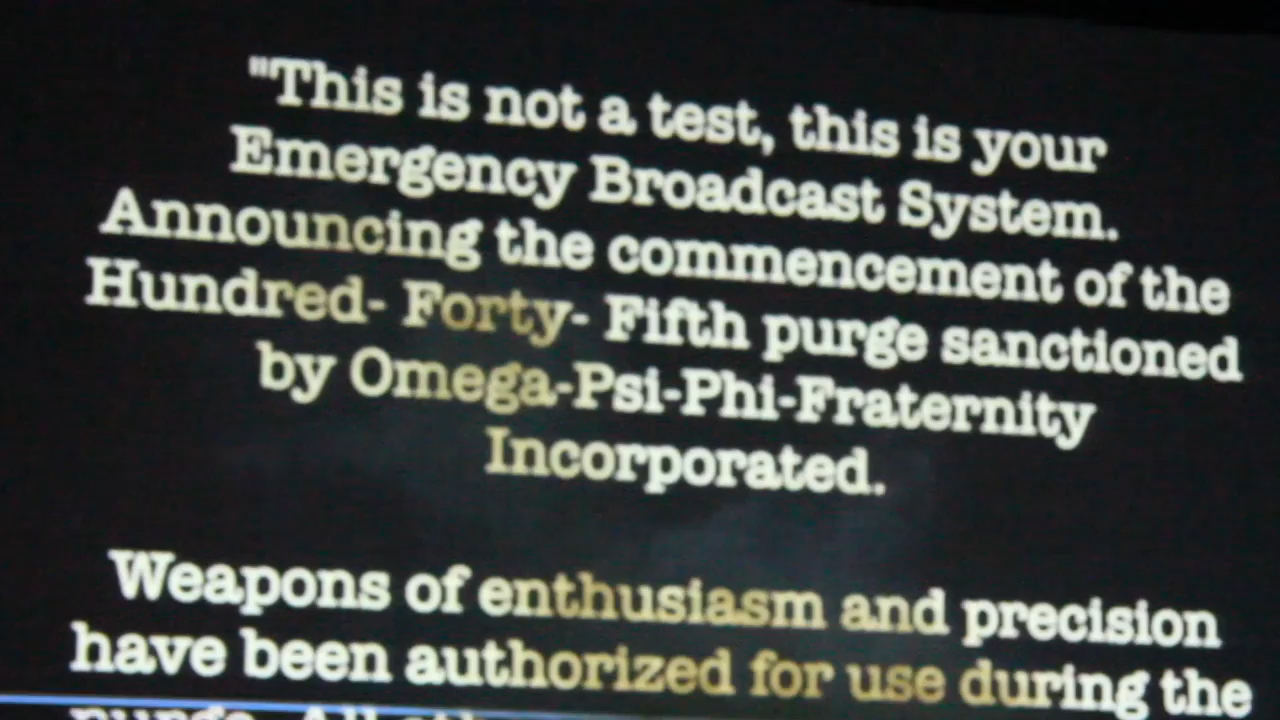 "This is not a test, this is your
Emergency Broadcast System.
Announcing the commencement of the
Hundred- Forty- Fifth purge sanctioned
by Omega-Psi-Phi-Fraternity
Incorporated.
Weapons of enthusiasm and precision
have been authorized for use during the
purge. All